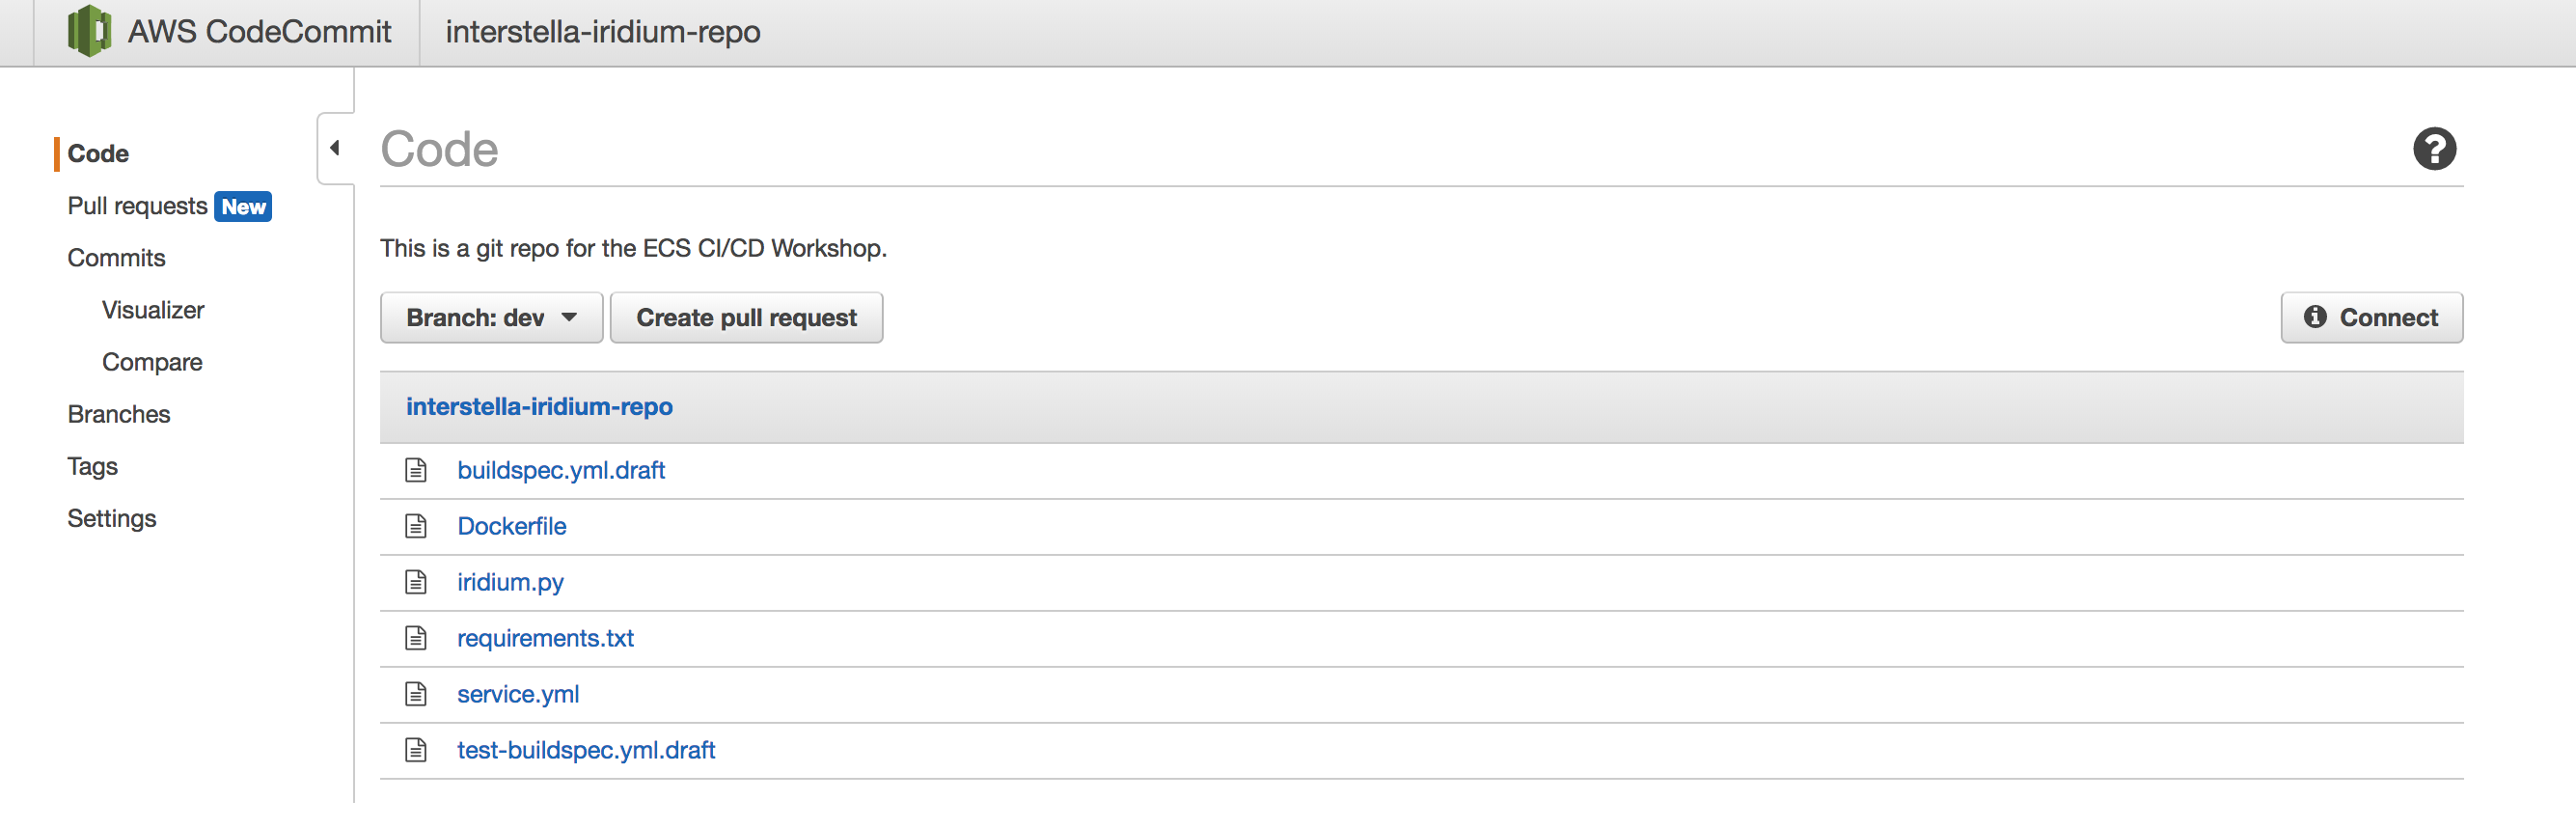 AWS CodeCommit
interstella-iridium-repo
Code
Pull requests New
Commits
Visualizer
Compare
Branches
Tags
Settings
Code
?
This is a git repo for the ECS CI/CD Workshop.
Branch: dev
Create pull request
Connect
interstella-iridium-repo
buildspec.yml.draft
Dockerfile
iridium.py
requirements.txt
service.yml
test-buildspec.yml.draft